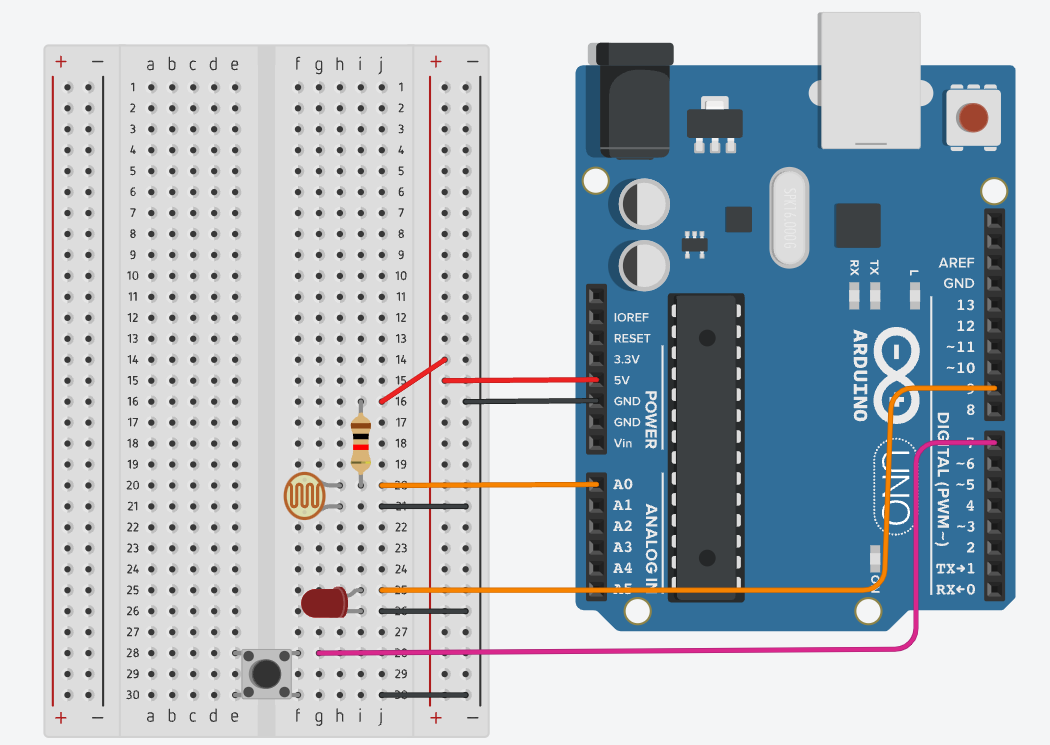 + − a b c d e f g h i j + −
1 1
2 2
3 3
4 4
5 5
6 6
7 7
8 8
9 9
10 10
11 11
12 12
13 13
14 14
15 15
16 16
17 17
18 18
19 19
20 20
21 21
22 22
23 23
24 24
25 25
26 26
27 27
28 28
29 29
30 30
+ − a b c d e f g h i j + −
SPK16.000G
RX
TX
L
IOREF
RESET
3.3V
5V
GND
GND
Vin
POWER
A0
A1
A2
A3
A4
A5
ANALOG IN
ARDUINO
UNO
ON
AREF
GND
13
12
~11
~10
9
8
7
~6
~5
4
~3
2
TX→1
RX←0
DIGITAL (PWM ~)